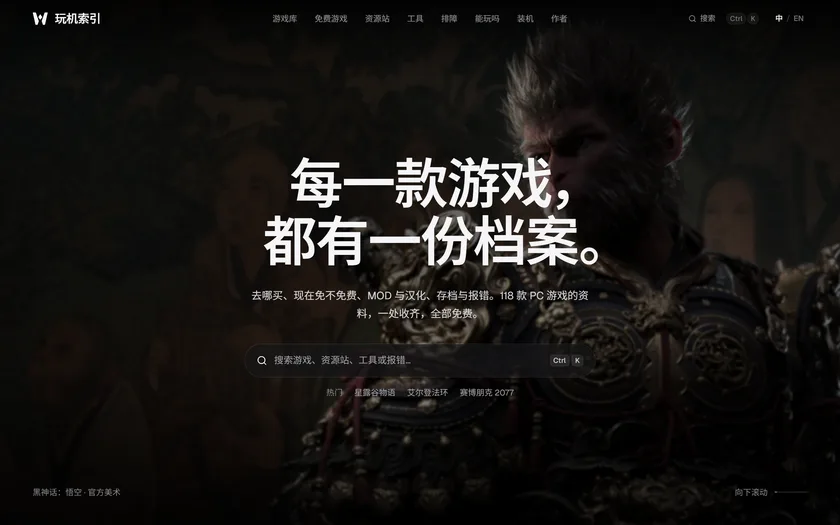 玩机索引
游戏库 免费游戏 资源站 工具 排障 能玩吗 装机 作者
搜索 Ctrl K 中 / EN
每一款游戏，
都有一份档案。
去哪买、现在免不免费、MOD 与汉化、存档与报错。118 款 PC 游戏的资
料，一处收齐，全部免费。
搜索游戏、资源站、工具或报错… Ctrl K
热门 星露谷物语 艾尔登法环 赛博朋克 2077
黑神话：悟空 · 官方美术
向下滚动